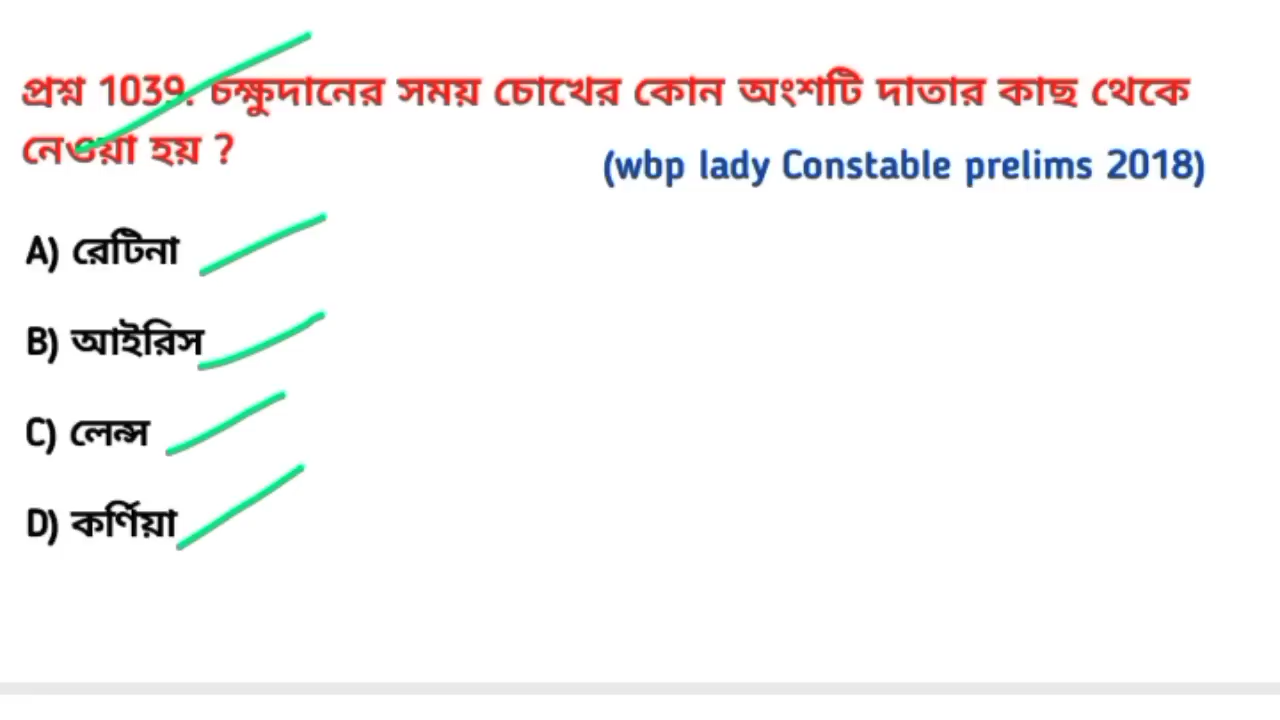 প্রশ্ন 1039. চক্ষুদানের সময় চোখের কোন অংশটি দাতার কাছ থেকে
নেওয়া হয় ?
(wbp lady Constable prelims 2018)
A) রেটিনা
B) আইরিস
C) লেন্স
D) কর্ণিয়া